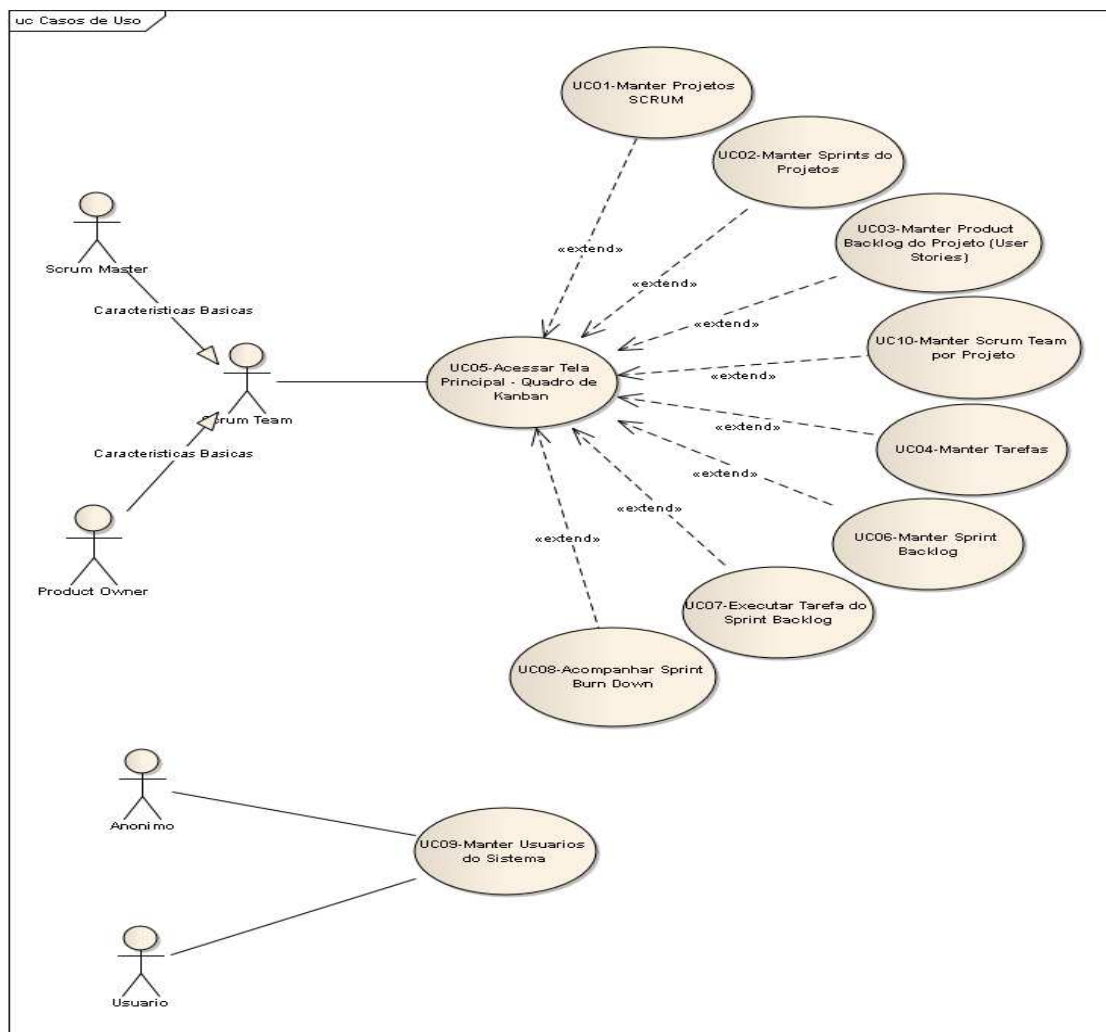 uc Casos de Uso
UC01-Manter Projetos
SCRUM
UC02-Manter Sprints do
Projetos
UC03-Manter Product
Backlog do Projeto (User
Stories)
UC10-Manter Scrum Team
por Projeto
UC04-Manter Tarefas
UC06-Manter Sprint
Backlog
UC07-Executar Tarefa do
Sprint Backlog
UC08-Acompanhar Sprint
Burn Down
«extend»
«extend»
«extend»
«extend»
«extend»
«extend»
«extend»
«extend»
UC05-Acessar Tela
Principal - Quadro de
Kanban
Scrum Master
Caracteristicas Basicas
Scrum Team
Caracteristicas Basicas
Product Owner
Anonimo
UC09-Manter Usuarios
do Sistema
Usuario